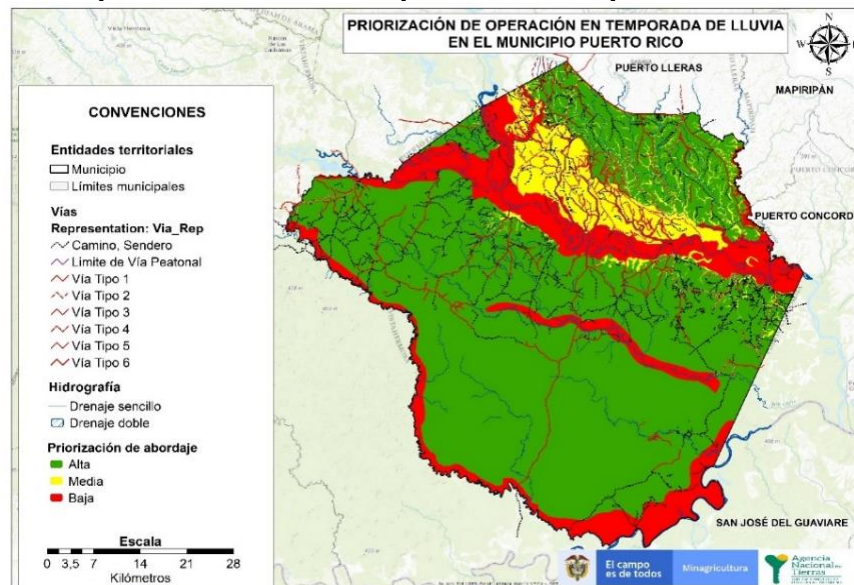 PRIORIZACIÓN DE OPERACIÓN EN TEMPORADA DE LLUVIA
EN EL MUNICIPIO PUERTO RICO
N
W
E
S
PUERTO LLERAS
MAPIRIPÁN
PUERTO CONCORD
SAN JOSÉ DEL GUAVIARE
CONVENCIONES
Entidades territoriales
Municipio
Límites municipales
Vías
Representation: Via_Rep
Camino, Sendero
Limite de Vía Peatonal
Vía Tipo 1
Vía Tipo 2
Vía Tipo 3
Vía Tipo 4
Vía Tipo 5
Vía Tipo 6
Hidrografía
Drenaje sencillo
Drenaje doble
Priorización de abordaje
Alta
Media
Baja
Escala
0 3,5 7 14 21 28
Kilómetros
El campo
es de todos
Minagricultura
Agencia
Nacional de
Tierras